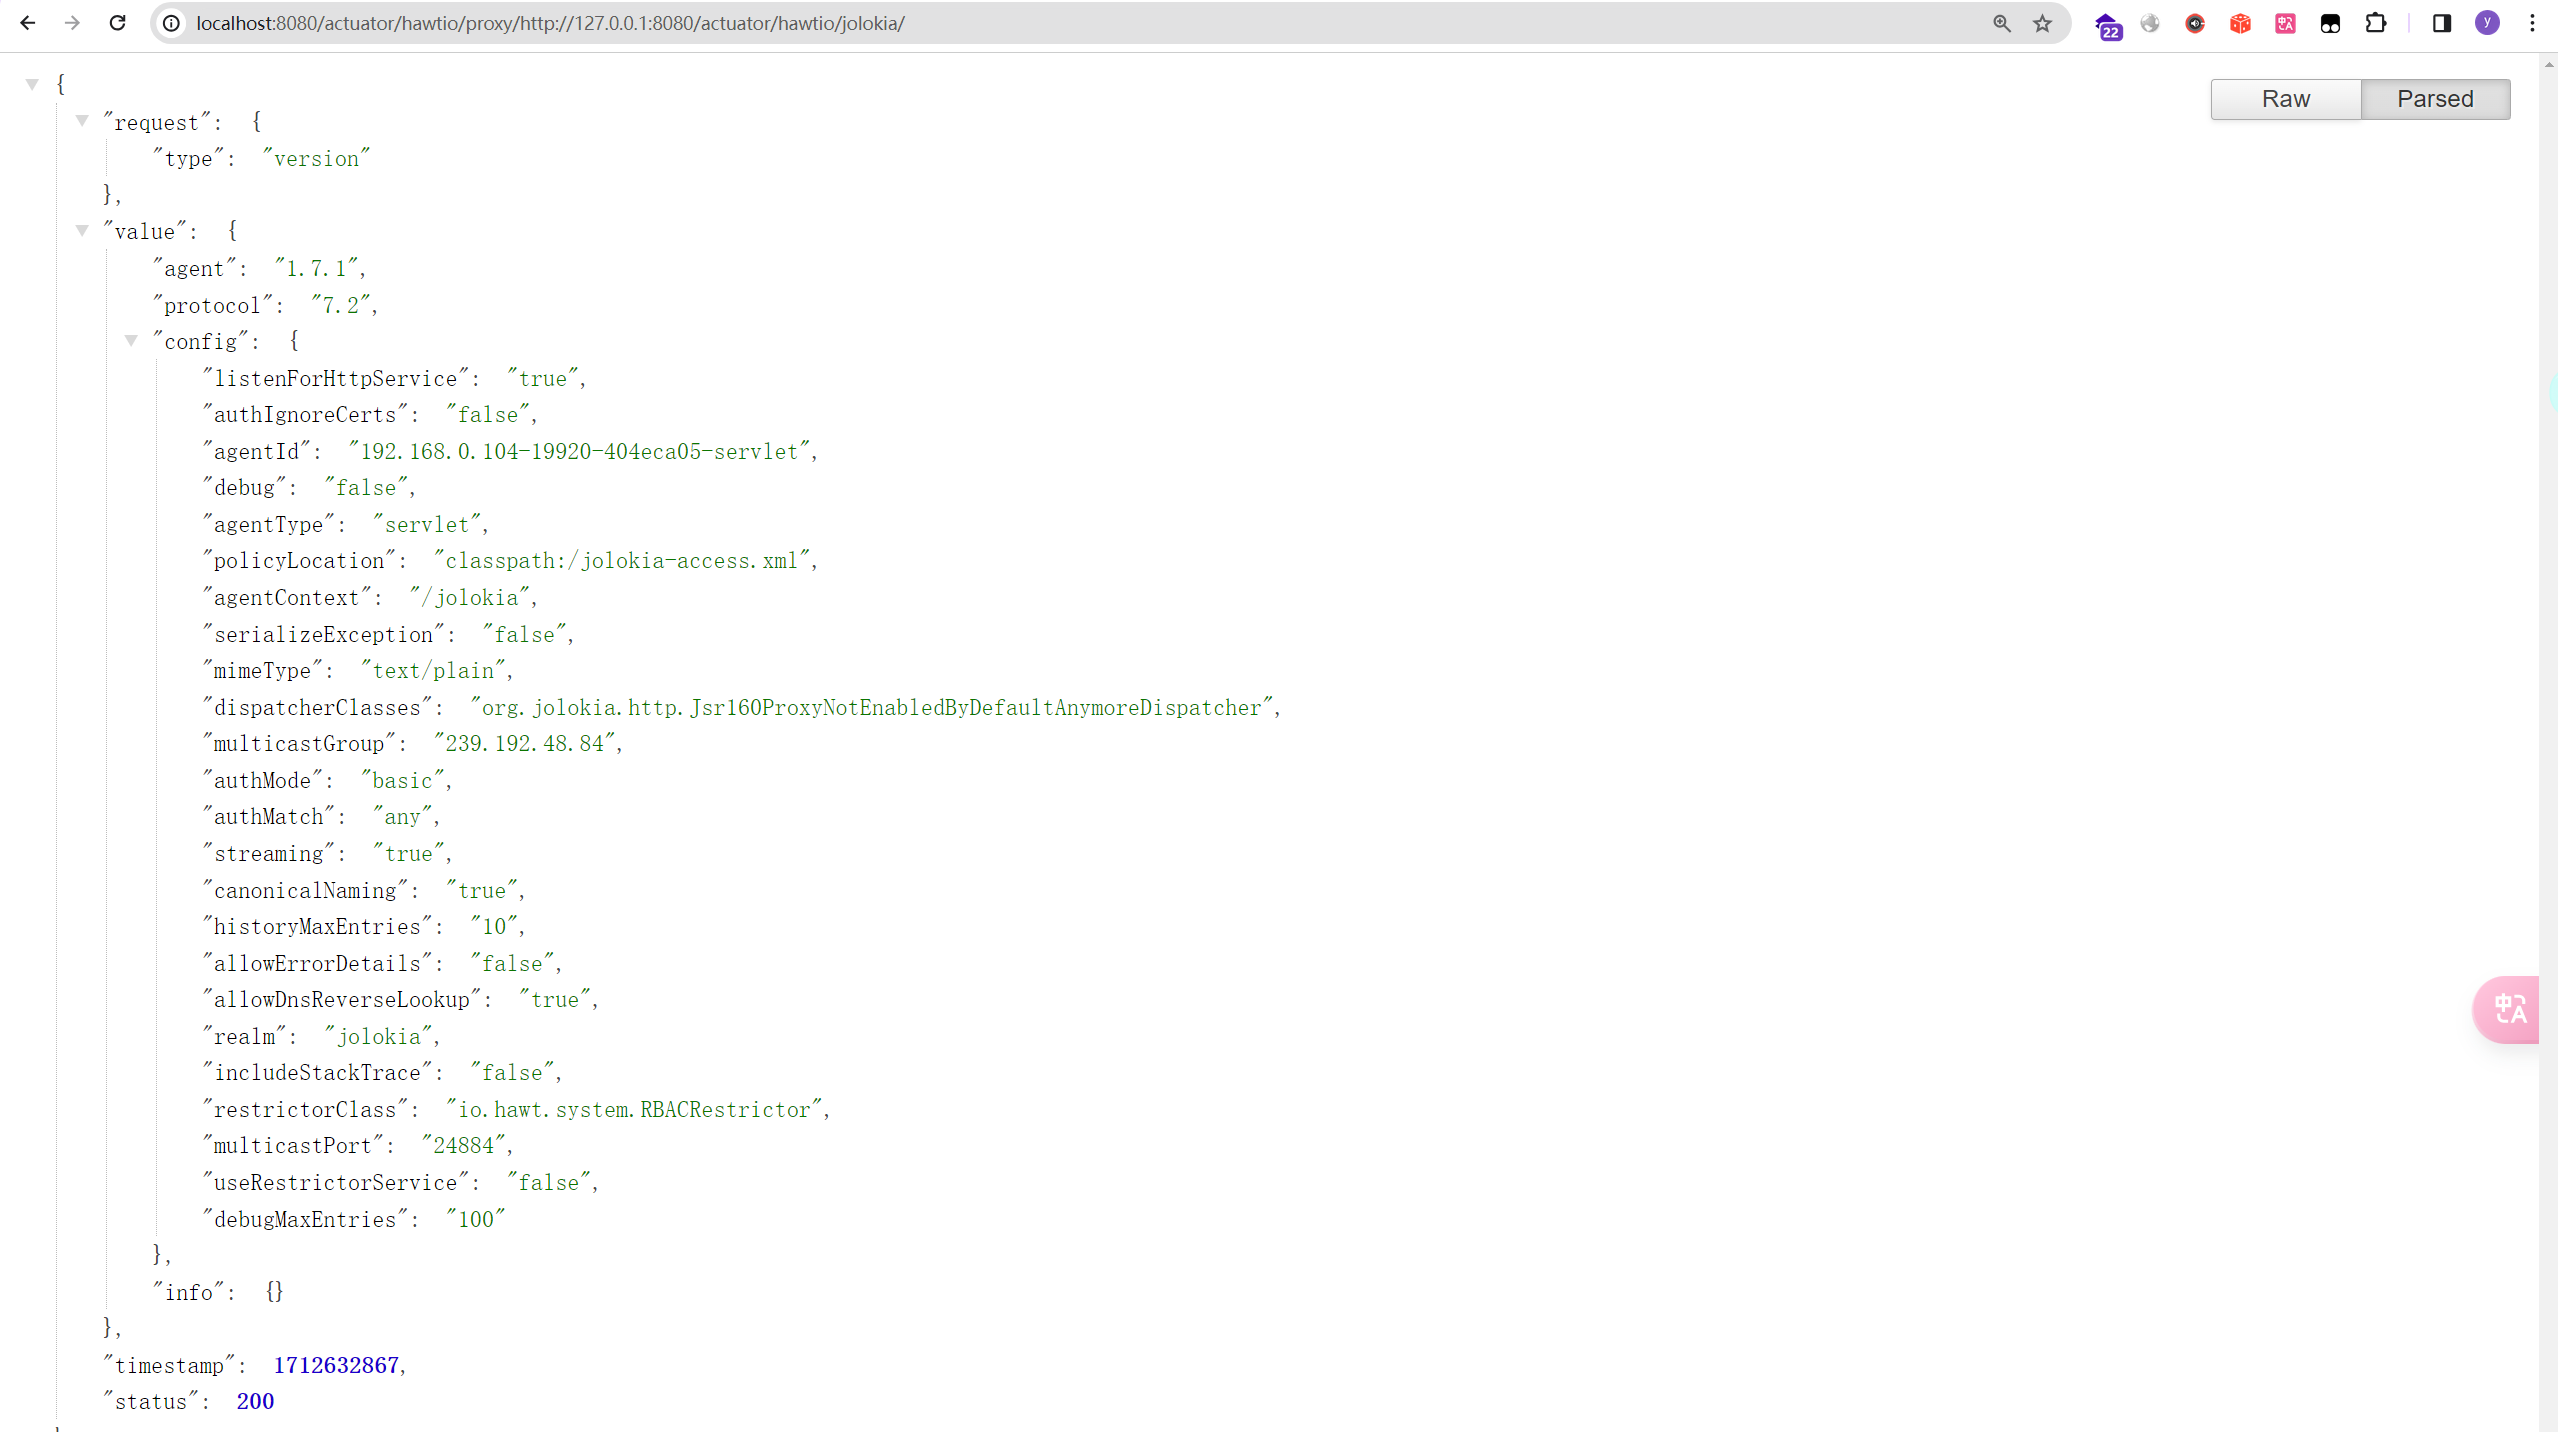 localhost:8080/actuator/hawtio/proxy/http://127.0.0.1:8080/actuator/hawtio/jolokia/
22
y
Raw
Parsed
{
"request": {
"type": "version"
},
"value": {
"agent": "1.7.1",
"protocol": "7.2",
"config": {
"listenForHttpService": "true",
"authIgnoreCerts": "false",
"agentId": "192.168.0.104-19920-404eca05-servlet",
"debug": "false",
"agentType": "servlet",
"policyLocation": "classpath:/jolokia-access.xml",
"agentContext": "/jolokia",
"serializeException": "false",
"mimeType": "text/plain",
"dispatcherClasses": "org.jolokia.http.Jsr160ProxyNotEnabledByDefaultAnymoreDispatcher",
"multicastGroup": "239.192.48.84",
"authMode": "basic",
"authMatch": "any",
"streaming": "true",
"canonicalNaming": "true",
"historyMaxEntries": "10",
"allowErrorDetails": "false",
"allowDnsReverseLookup": "true",
"realm": "jolokia",
"includeStackTrace": "false",
"restrictorClass": "io.hawt.system.RBACRestrictor",
"multicastPort": "24884",
"useRestrictorService": "false",
"debugMaxEntries": "100"
},
"info": {}
},
"timestamp": 1712632867,
"status": 200
中A